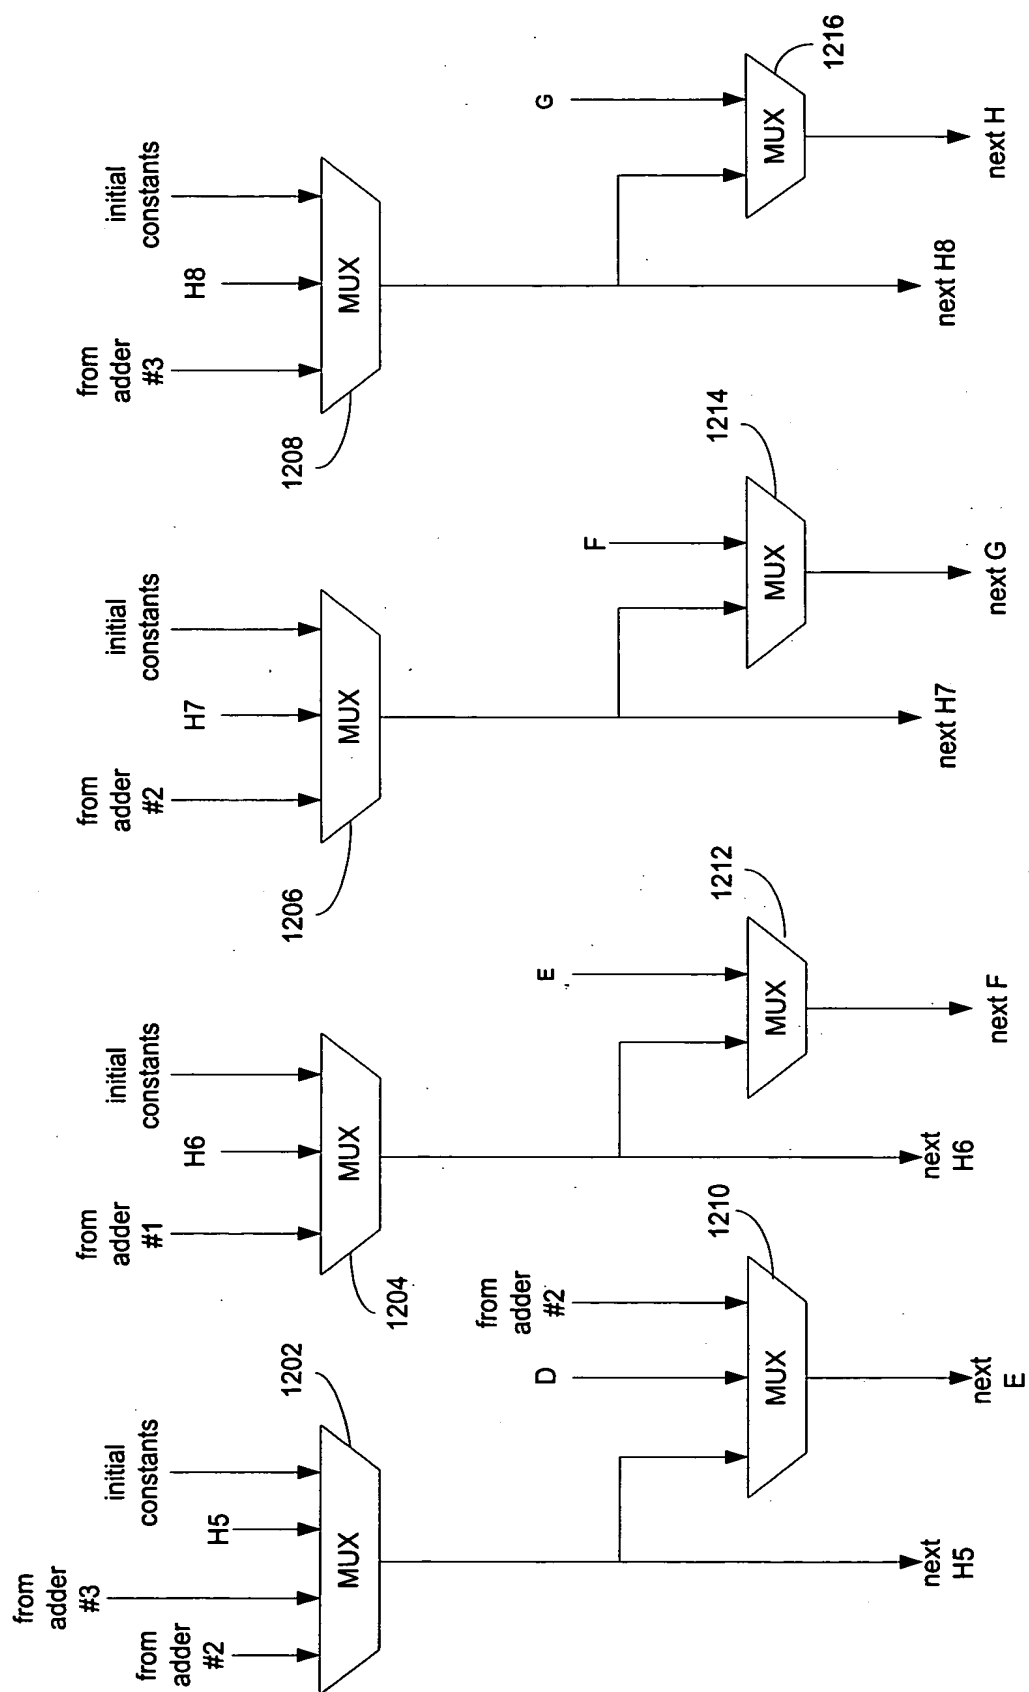 from
adder
#2
from
adder
#3
H5
initial
constants
MUX
1202
next
H5
D
from
adder
#2
MUX
1210
next
E
from
adder
#1
H6
initial
constants
MUX
1204
next
H6
E
MUX
1212
next F
from
adder
#2
H7
initial
constants
MUX
1206
next H7
F
MUX
1214
next G
from
adder
#3
H8
initial
constants
MUX
1208
next H8
G
MUX
1216
next H